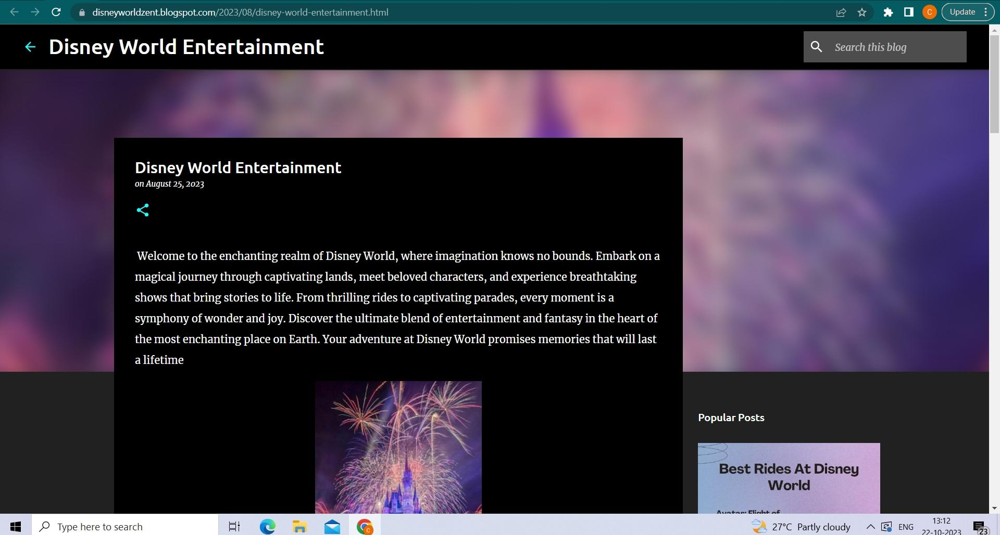 disneyworldzent.blogspot.com/2023/08/disney-world-entertainment.html
C
Update
Disney World Entertainment
Search this blog
Disney World Entertainment
on August 25, 2023
Welcome to the enchanting realm of Disney World, where imagination knows no bounds. Embark on a
magical journey through captivating lands, meet beloved characters, and experience breathtaking
shows that bring stories to life. From thrilling rides to captivating parades, every moment is a
symphony of wonder and joy. Discover the ultimate blend of entertainment and fantasy in the heart of
the most enchanting place on Earth. Your adventure at Disney World promises memories that will last
a lifetime
Popular Posts
Best Rides At Disney
World
Avatar: Flight of
Type here to search
C
27°C Partly cloudy
ENG
13:12
22-10-2023
23